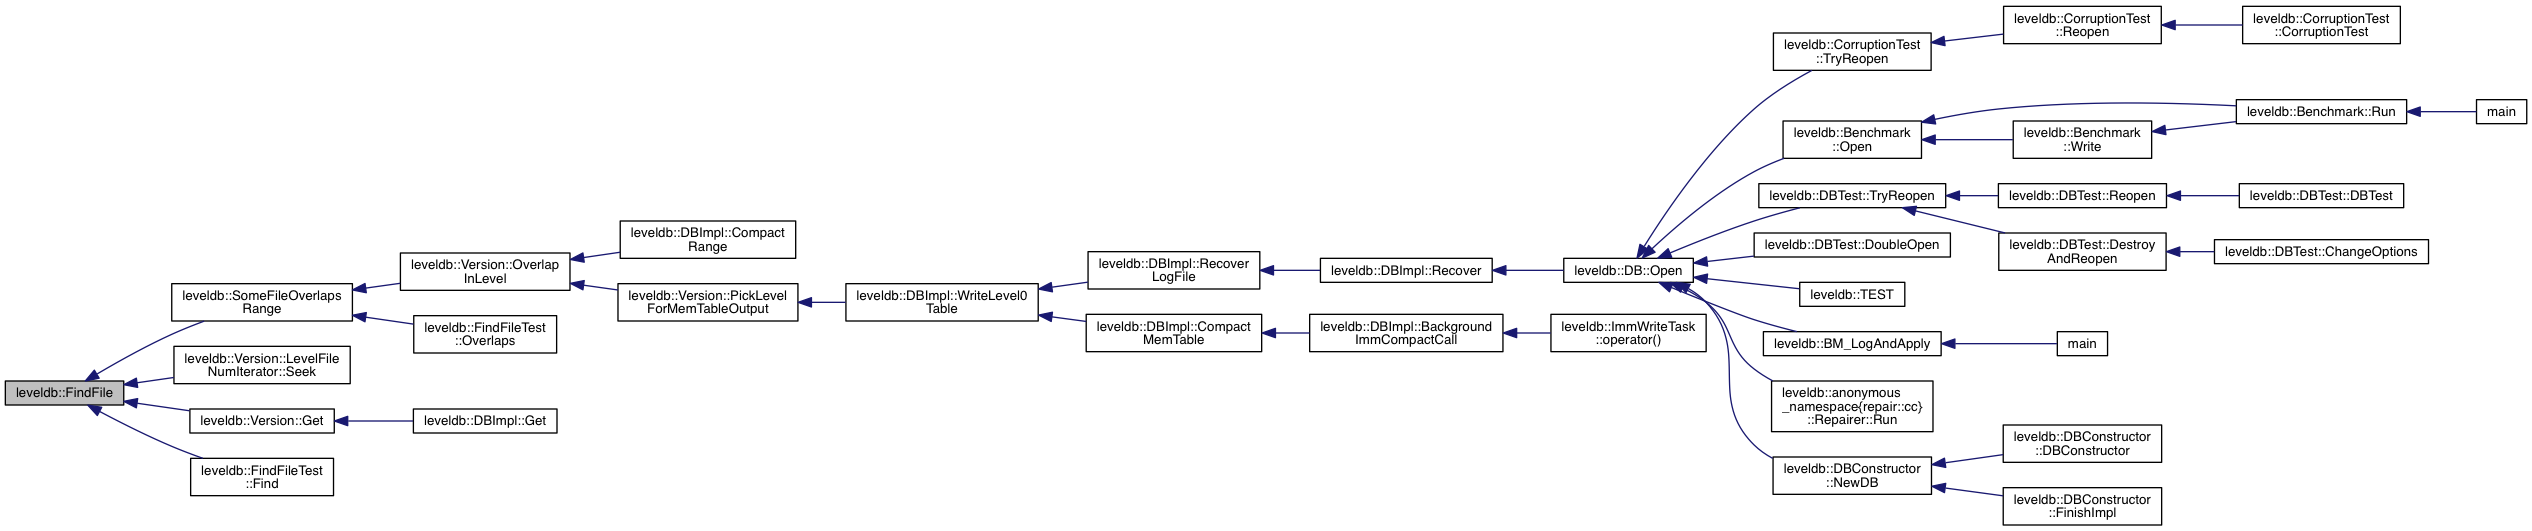 leveldb::FindFile
leveldb::SomeFileOverlaps
Range
leveldb::Version::LevelFile
NumIterator::Seek
leveldb::Version::Get
leveldb::FindFileTest
::Find
leveldb::Version::Overlap
InLevel
leveldb::FindFileTest
::Overlaps
leveldb::DBImpl::Get
leveldb::DBImpl::Compact
Range
leveldb::Version::PickLevel
ForMemTableOutput
leveldb::DBImpl::WriteLevel0
Table
leveldb::DBImpl::Recover
LogFile
leveldb::DBImpl::Compact
MemTable
leveldb::DBImpl::Recover
leveldb::DBImpl::Background
ImmCompactCall
leveldb::DB::Open
leveldb::ImmWriteTask
::operator()
leveldb::CorruptionTest
::TryReopen
leveldb::Benchmark
::Open
leveldb::DBTest::TryReopen
leveldb::DBTest::DoubleOpen
leveldb::TEST
leveldb::BM_LogAndApply
leveldb::anonymous
_namespace{repair::cc}
::Repairer::Run
leveldb::DBConstructor
::NewDB
leveldb::CorruptionTest
::Reopen
leveldb::Benchmark
::Write
leveldb::DBTest::Reopen
leveldb::DBTest::Destroy
AndReopen
main
leveldb::DBConstructor
::DBConstructor
leveldb::DBConstructor
::FinishImpl
leveldb::CorruptionTest
::CorruptionTest
leveldb::Benchmark::Run
leveldb::DBTest::DBTest
leveldb::DBTest::ChangeOptions
main